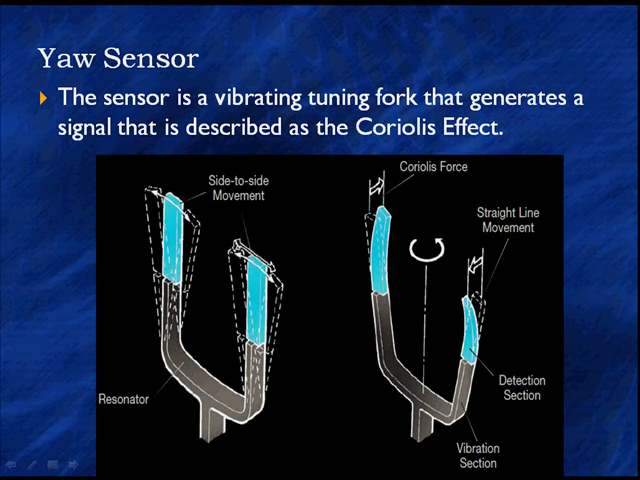 Yaw Sensor
The sensor is a vibrating tuning fork that generates a
signal that is described as the Coriolis Effect.
Side-to-side
Movement
Coriolis Force
Straight Line
Movement
Resonator
Detection
Section
Vibration
Section